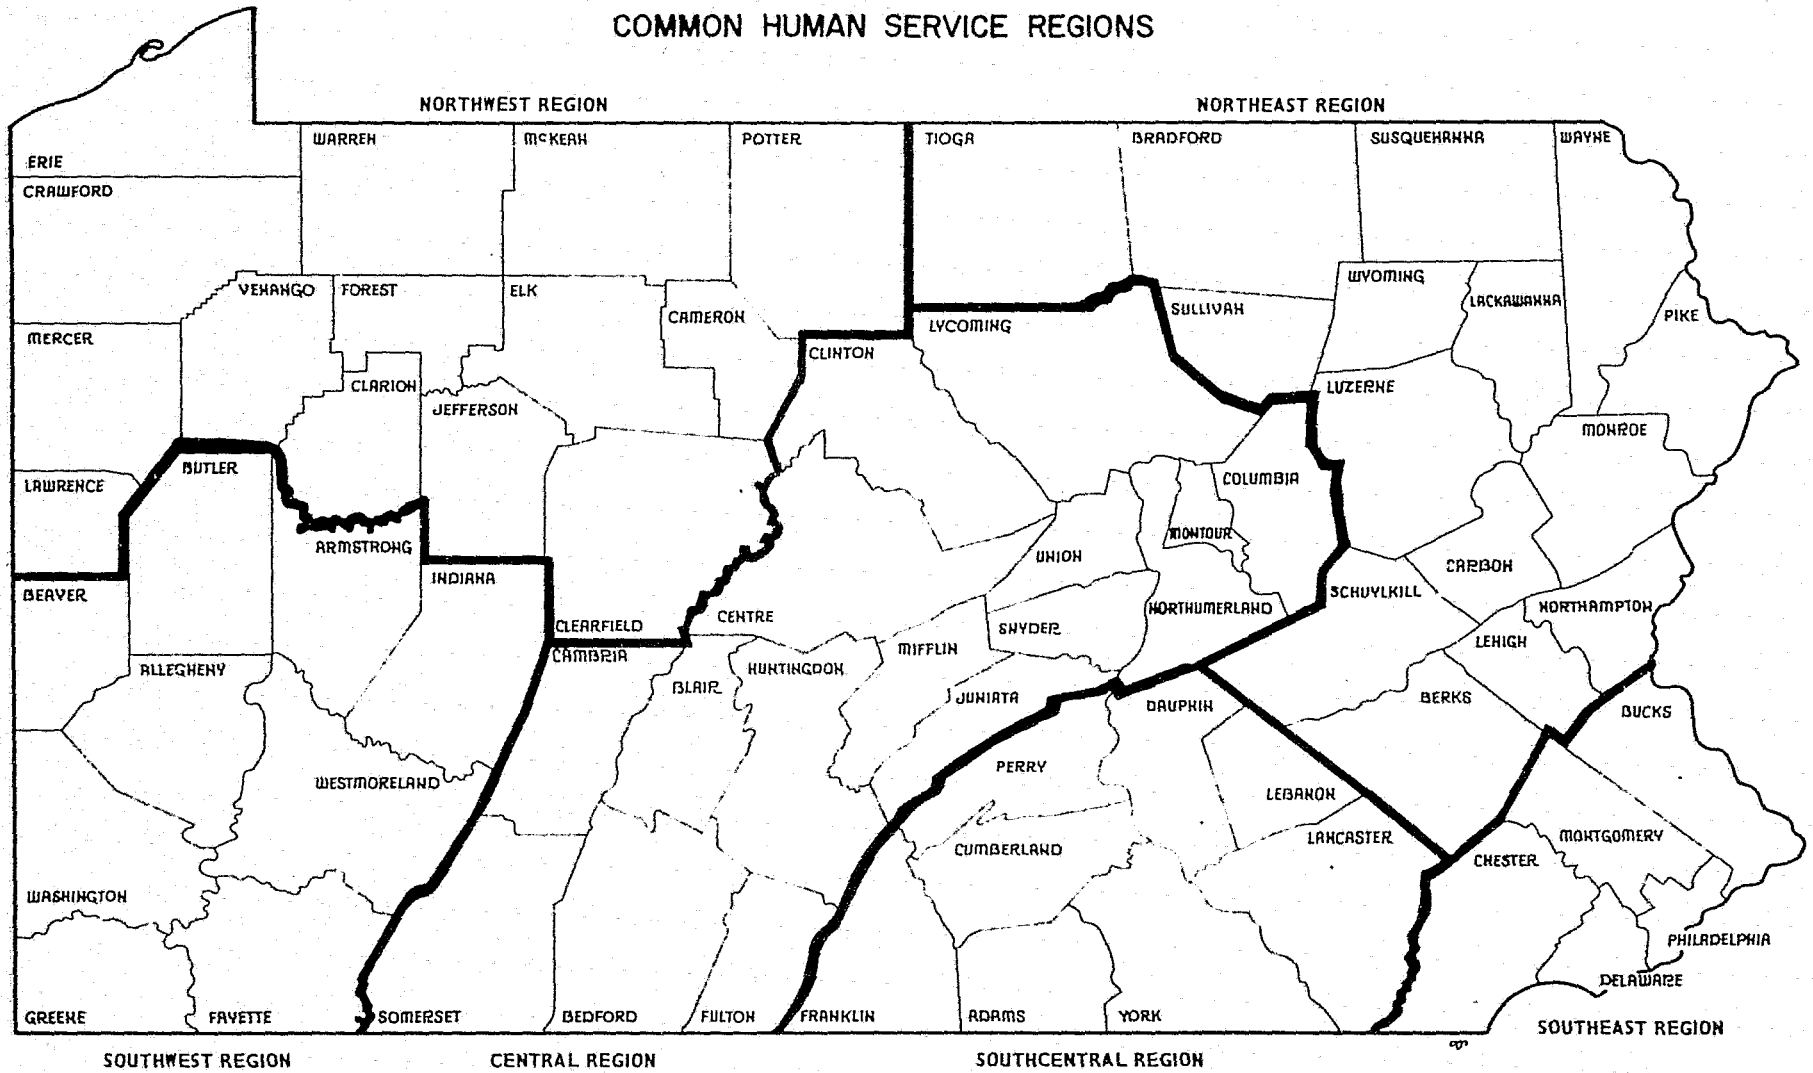 COMMON HUMAN SERVICE REGIONS
NORTHWEST REGION
NORTHEAST REGION
WARREN
McKEAN
POTTER
TIOGA
BRADFORD
SUSQUEHANNA
WAYNE
ERIE
CRAWFORD
VENANGO
FOREST
ELK
CAMERON
WYOMING
LACKAWANNA
SULLIVAN
PIKE
LYCOMING
MERCER
CLINTON
CLARION
JEFFERSON
LUZERNE
MONROE
BUTLER
LAWRENCE
COLUMBIA
MONTOUR
ARMSTRONG
UNION
CARBON
INDIANA
BEAVER
SCHUYLKILL
NORTHUMERLAND
NORTHAMPTON
CENTRE
CLEARFIELD
SNYDER
LEHIGH
MIFFLIN
CAMBRIA
ALLEGHENY
HUNTINGDON
BLAIR
JUNIATA
DAUPHIN
BERKS
BUCKS
PERRY
WESTMORELAND
LEBANON
LANCASTER
MONTGOMERY
CUMBERLAND
CHESTER
WASHINGTON
PHILADELPHIA
DELAWARE
GREENE
FAYETTE
SOMERSET
BEDFORD
FULTON
FRANKLIN
ADAMS
YORK
SOUTHEAST REGION
SOUTHWEST REGION
CENTRAL REGION
SOUTHCENTRAL REGION